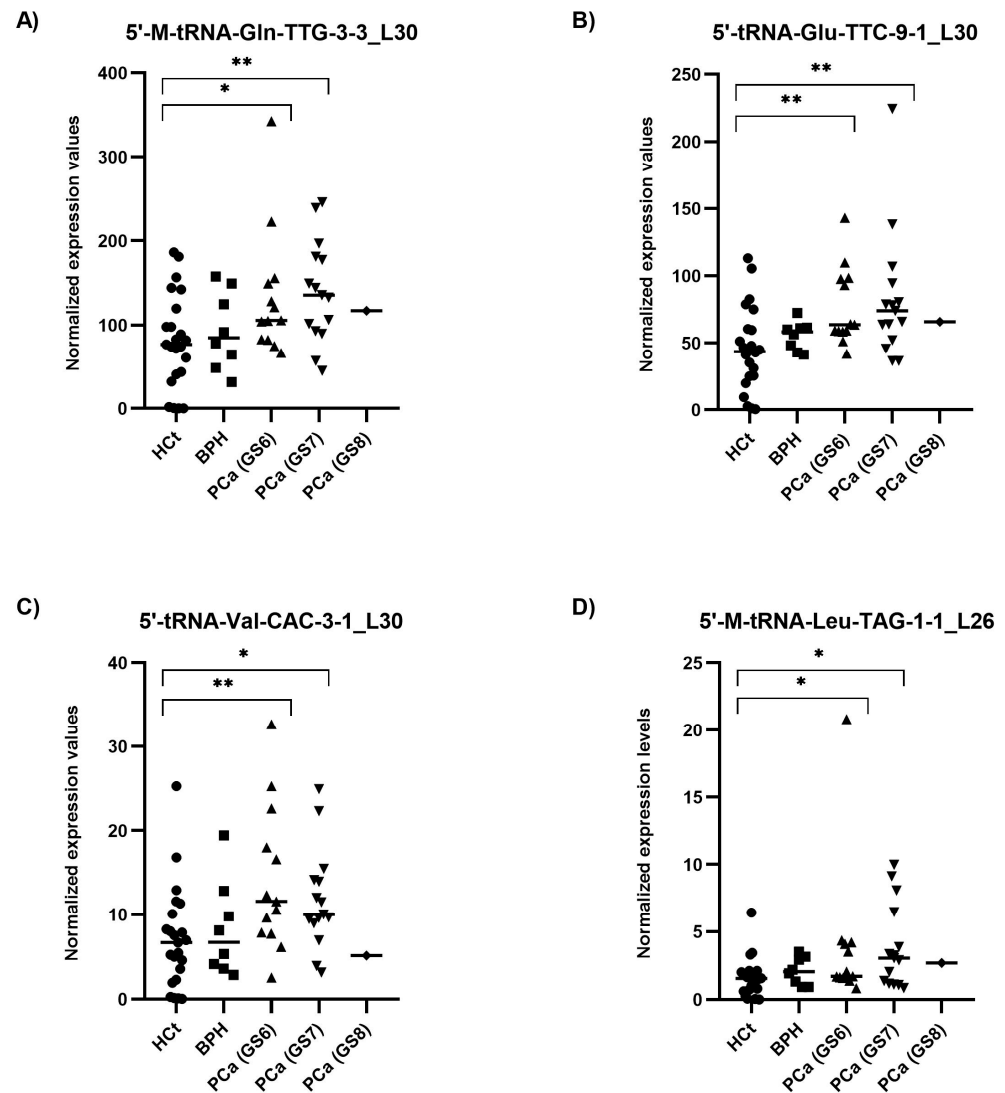 A)
5'-M-tRNA-Gln-TTG-3-3_L30
**
*
Normalized expression values
400
300
200
100
0
HCt
BPH
PCa (GS6)
PCa (GS7)
PCa (GS8)
B)
5'-tRNA-Glu-TTC-9-1_L30
**
**
Normalized expression values
250
200
150
100
50
0
HCt
BPH
PCa (GS6)
PCa (GS7)
PCa (GS8)
C)
5'-tRNA-Val-CAC-3-1_L30
*
**
Normalized expression values
40
30
20
10
0
HCt
BPH
PCa (GS6)
PCa (GS7)
PCa (GS8)
D)
5'-M-tRNA-Leu-TAG-1-1_L26
*
*
Normalized expression levels
25
20
15
10
5
0
HCt
BPH
PCa (GS6)
PCa (GS7)
PCa (GS8)